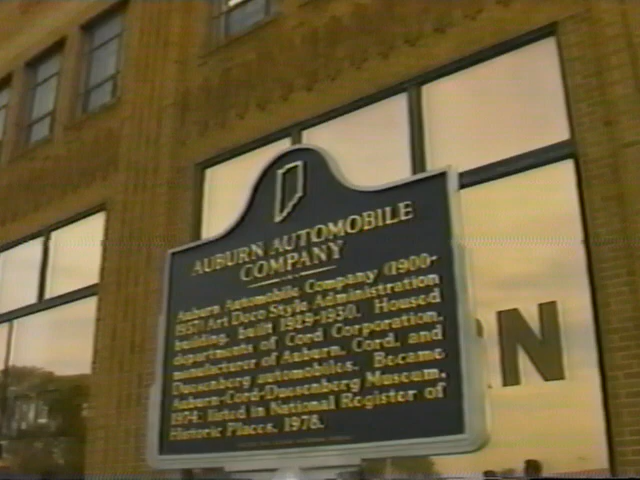 AUBURN AUTOMOBILE
COMPANY
Auburn Automobile Company (1900-
1937) Art Deco Style, Administration
building, built 1929-1930. Housed
departments of Cord Corporation,
manufacturer of Auburn, Cord, and
Duesenberg automobiles. Became
Auburn-Cord-Duesenberg Museum,
1974; listed in National Register of
Historic Places, 1978.
N